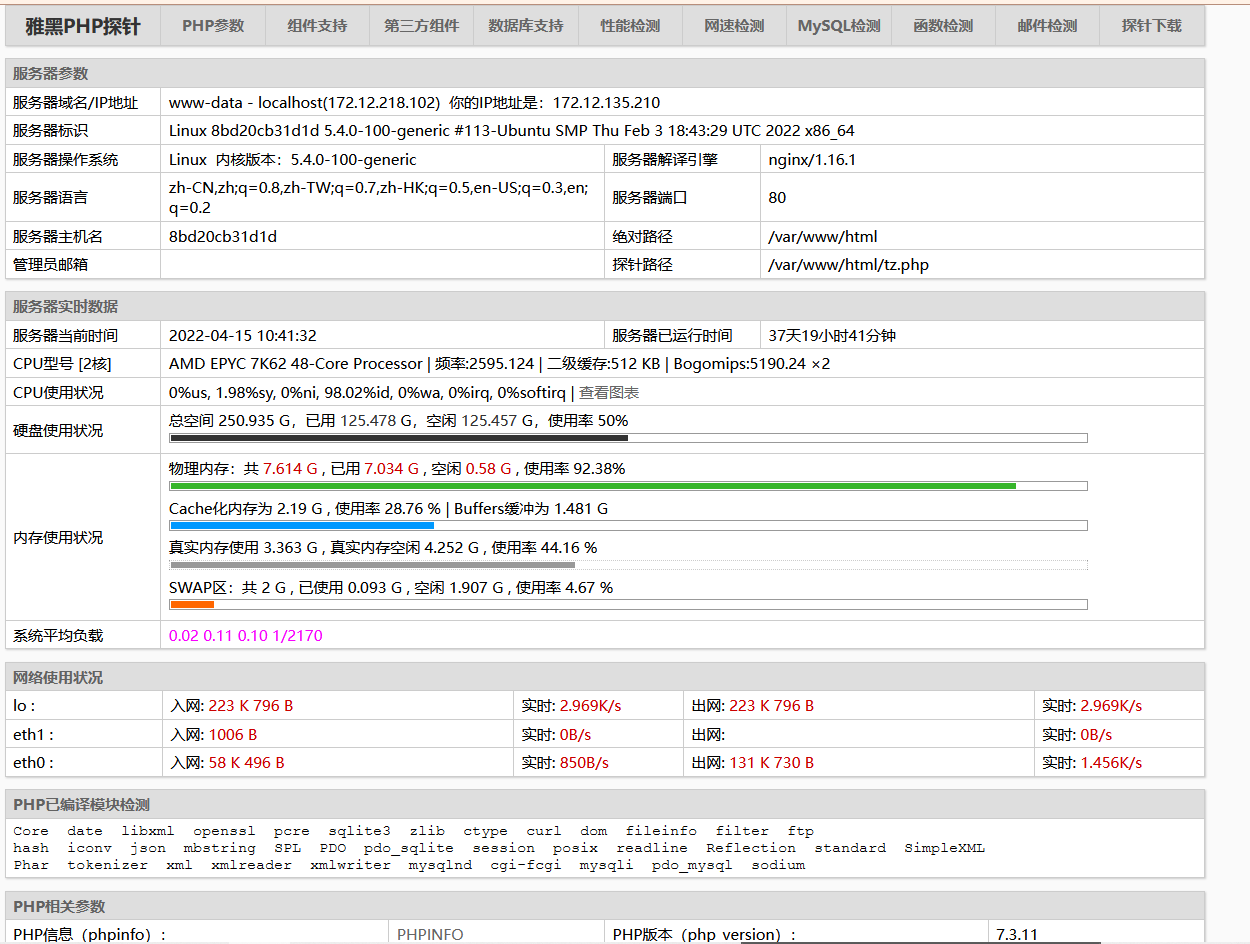 雅黑PHP探针 PHP参数 组件支持 第三方组件 数据库支持 性能检测 网速检测 MySQL检测 函数检测 邮件检测 探针下载
服务器参数
服务器域名/IP地址 www-data - localhost(172.12.218.102) 你的IP地址是：172.12.135.210
服务器标识 Linux 8bd20cb31d1d 5.4.0-100-generic #113-Ubuntu SMP Thu Feb 3 18:43:29 UTC 2022 x86_64
服务器操作系统 Linux 内核版本：5.4.0-100-generic 服务器解译引擎 nginx/1.16.1
服务器语言 zh-CN,zh;q=0.8,zh-TW;q=0.7,zh-HK;q=0.5,en-US;q=0.3,en;
q=0.2 服务器端口 80
服务器主机名 8bd20cb31d1d 绝对路径 /var/www/html
管理员邮箱 探针路径 /var/www/html/tz.php
服务器实时数据
服务器当前时间 2022-04-15 10:41:32 服务器已运行时间 37天19小时41分钟
CPU型号 [2核] AMD EPYC 7K62 48-Core Processor | 频率:2595.124 | 二级缓存:512 KB | Bogomips:5190.24 ×2
CPU使用状况 0%us, 1.98%sy, 0%ni, 98.02%id, 0%wa, 0%irq, 0%softirq | 查看图表
硬盘使用状况 总空间 250.935 G，已用 125.478 G，空闲 125.457 G，使用率 50%
内存使用状况 物理内存：共 7.614 G , 已用 7.034 G , 空闲 0.58 G , 使用率 92.38%
Cache化内存为 2.19 G , 使用率 28.76 % | Buffers缓冲为 1.481 G
真实内存使用 3.363 G , 真实内存空闲 4.252 G , 使用率 44.16 %
SWAP区：共 2 G , 已使用 0.093 G , 空闲 1.907 G , 使用率 4.67 %
系统平均负载 0.02 0.11 0.10 1/2170
网络使用状况
lo : 入网: 223 K 796 B 实时: 2.969K/s 出网: 223 K 796 B 实时: 2.969K/s
eth1 : 入网: 1006 B 实时: 0B/s 出网: 实时: 0B/s
eth0 : 入网: 58 K 496 B 实时: 850B/s 出网: 131 K 730 B 实时: 1.456K/s
PHP已编译模块检测
Core date libxml openssl pcre sqlite3 zlib ctype curl dom fileinfo filter ftp
hash iconv json mbstring SPL PDO pdo_sqlite session posix readline Reflection standard SimpleXML
Phar tokenizer xml xmlreader xmlwriter mysqlnd cgi-fcgi mysqli pdo_mysql sodium
PHP相关参数
PHP信息（phpinfo）: PHPINFO PHP版本（php_version）: 7.3.11